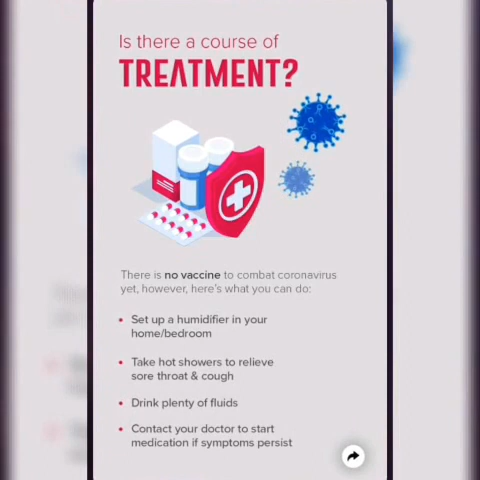 Is there a course of
TREATMENT?
There is no vaccine to combat coronavirus
yet, however, here's what you can do:
• Set up a humidifier in your
home/bedroom
• Take hot showers to relieve
sore throat & cough
• Drink plenty of fluids
• Contact your doctor to start
medication if symptoms persist